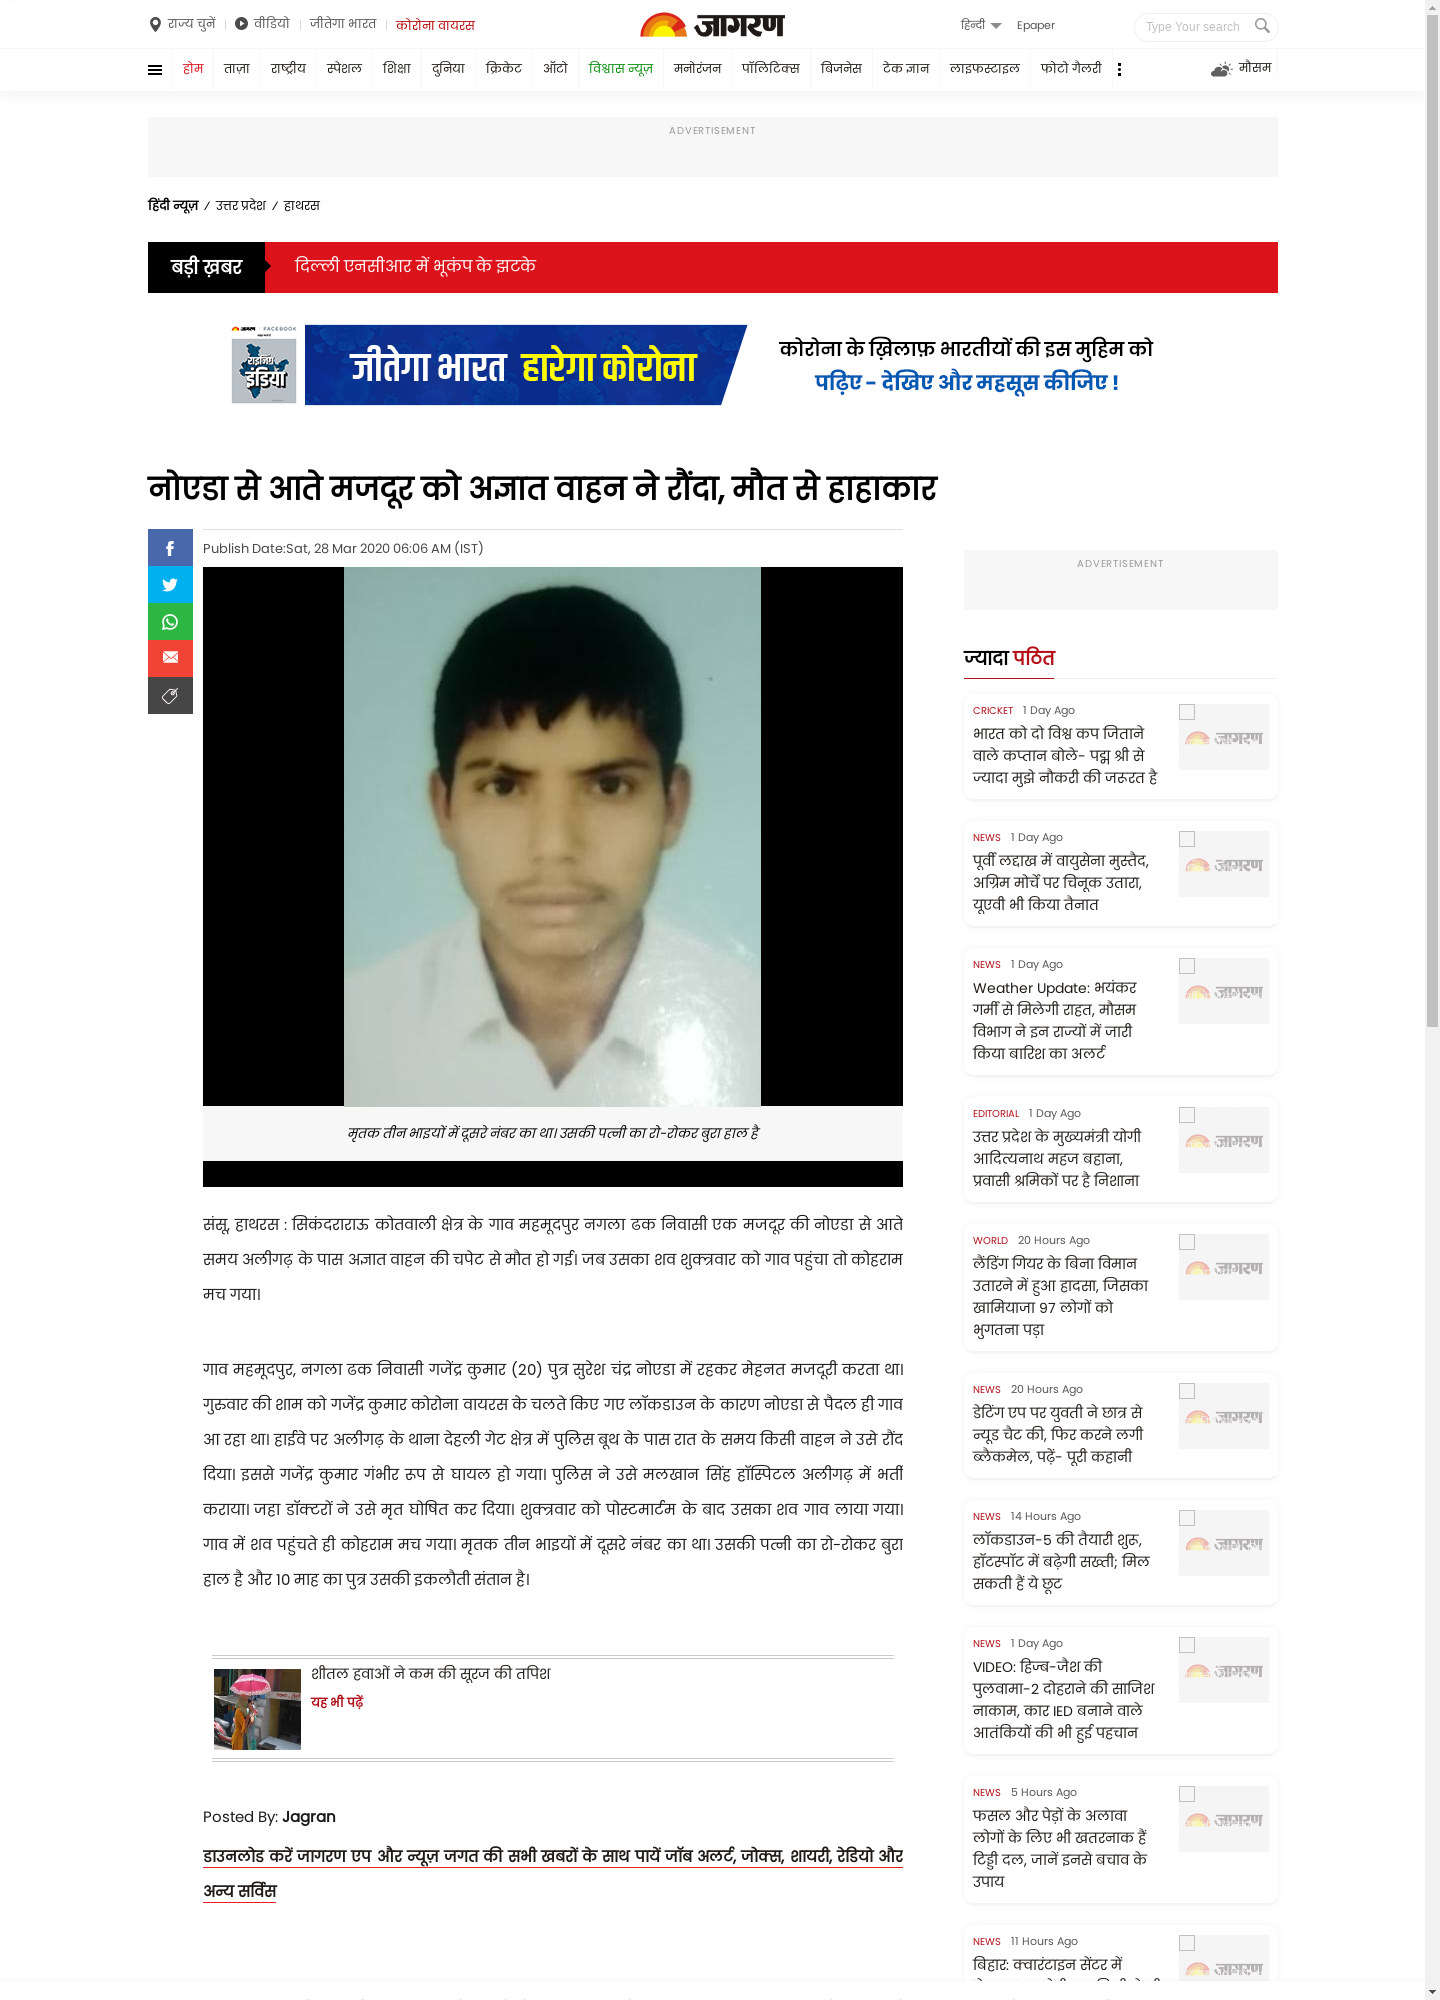 राज्य चुनें
वीडियो
जीतेगा भारत
कोरोना वायरस
जागरण
हिन्दी
Epaper
Type Your search
होम
ताज़ा
राष्ट्रीय
स्पेशल
शिक्षा
दुनिया
क्रिकेट
ऑटो
विश्वास न्यूज़
मनोरंजन
पॉलिटिक्स
बिजनेस
टेक ज्ञान
लाइफस्टाइल
फोटो गैलरी
मौसम
ADVERTISEMENT
हिंदी न्यूज़ / उत्तर प्रदेश / हाथरस
बड़ी ख़बर
दिल्ली एनसीआर में भूकंप के झटके
जागरण | FACEBOOK
राइजिंग
इंडिया
जीतेगा भारत हारेगा कोरोना
कोरोना के ख़िलाफ़ भारतीयों की इस मुहिम को
पढ़िए - देखिए और महसूस कीजिए !
नोएडा से आते मजदूर को अज्ञात वाहन ने रौंदा, मौत से हाहाकार
Publish Date:Sat, 28 Mar 2020 06:06 AM (IST)
मृतक तीन भाइयों में दूसरे नंबर का था। उसकी पत्नी का रो-रोकर बुरा हाल है
संसू, हाथरस : सिकंदराराऊ कोतवाली क्षेत्र के गाव महमूदपुर नगला ढक निवासी एक मजदूर की नोएडा से आते
समय अलीगढ़ के पास अज्ञात वाहन की चपेट से मौत हो गई। जब उसका शव शुक्त्रवार को गाव पहुंचा तो कोहराम
मच गया।
गाव महमूदपुर, नगला ढक निवासी गजेंद्र कुमार (20) पुत्र सुरेश चंद्र नोएडा में रहकर मेहनत मजदूरी करता था।
गुरुवार की शाम को गजेंद्र कुमार कोरोना वायरस के चलते किए गए लॉकडाउन के कारण नोएडा से पैदल ही गाव
आ रहा था। हाईवे पर अलीगढ़ के थाना देहली गेट क्षेत्र में पुलिस बूथ के पास रात के समय किसी वाहन ने उसे रौंद
दिया। इससे गजेंद्र कुमार गंभीर रूप से घायल हो गया। पुलिस ने उसे मलखान सिंह हॉस्पिटल अलीगढ़ में भर्ती
कराया। जहा डॉक्टरों ने उसे मृत घोषित कर दिया। शुक्त्रवार को पोस्टमार्टम के बाद उसका शव गाव लाया गया।
गाव में शव पहुंचते ही कोहराम मच गया। मृतक तीन भाइयों में दूसरे नंबर का था। उसकी पत्नी का रो-रोकर बुरा
हाल है और 10 माह का पुत्र उसकी इकलौती संतान है।
शीतल हवाओं ने कम की सूरज की तपिश
यह भी पढ़ें
Posted By: Jagran
डाउनलोड करें जागरण एप और न्यूज़ जगत की सभी खबरों के साथ पायें जॉब अलर्ट, जोक्स, शायरी, रेडियो और
अन्य सर्विस
ADVERTISEMENT
ज्यादा पठित
CRICKET 1 Day Ago
भारत को दो विश्व कप जिताने
वाले कप्तान बोले- पद्म श्री से
ज्यादा मुझे नौकरी की जरूरत है
जागरण
NEWS 1 Day Ago
पूर्वी लद्दाख में वायुसेना मुस्तैद,
अग्रिम मोर्चे पर चिनूक उतारा,
यूएवी भी किया तैनात
जागरण
NEWS 1 Day Ago
Weather Update: भयंकर
गर्मी से मिलेगी राहत, मौसम
विभाग ने इन राज्यों में जारी
किया बारिश का अलर्ट
जागरण
EDITORIAL 1 Day Ago
उत्तर प्रदेश के मुख्यमंत्री योगी
आदित्यनाथ महज बहाना,
प्रवासी श्रमिकों पर है निशाना
जागरण
WORLD 20 Hours Ago
लैंडिंग गियर के बिना विमान
उतारने में हुआ हादसा, जिसका
खामियाजा 97 लोगों को
भुगतना पड़ा
जागरण
NEWS 20 Hours Ago
डेटिंग एप पर युवती ने छात्र से
न्यूड चैट की, फिर करने लगी
ब्लैकमेल, पढ़ें- पूरी कहानी
जागरण
NEWS 14 Hours Ago
लॉकडाउन-5 की तैयारी शुरू,
हॉटस्पॉट में बढ़ेगी सख्ती; मिल
सकती हैं ये छूट
जागरण
NEWS 1 Day Ago
VIDEO: हिज्ब-जैश की
पुलवामा-2 दोहराने की साजिश
नाकाम, कार IED बनाने वाले
आतंकियों की भी हुई पहचान
जागरण
NEWS 5 Hours Ago
फसल और पेड़ों के अलावा
लोगों के लिए भी खतरनाक हैं
टिड्डी दल, जानें इनसे बचाव के
उपाय
जागरण
NEWS 11 Hours Ago
बिहार: क्वारंटाइन सेंटर में
जागरण